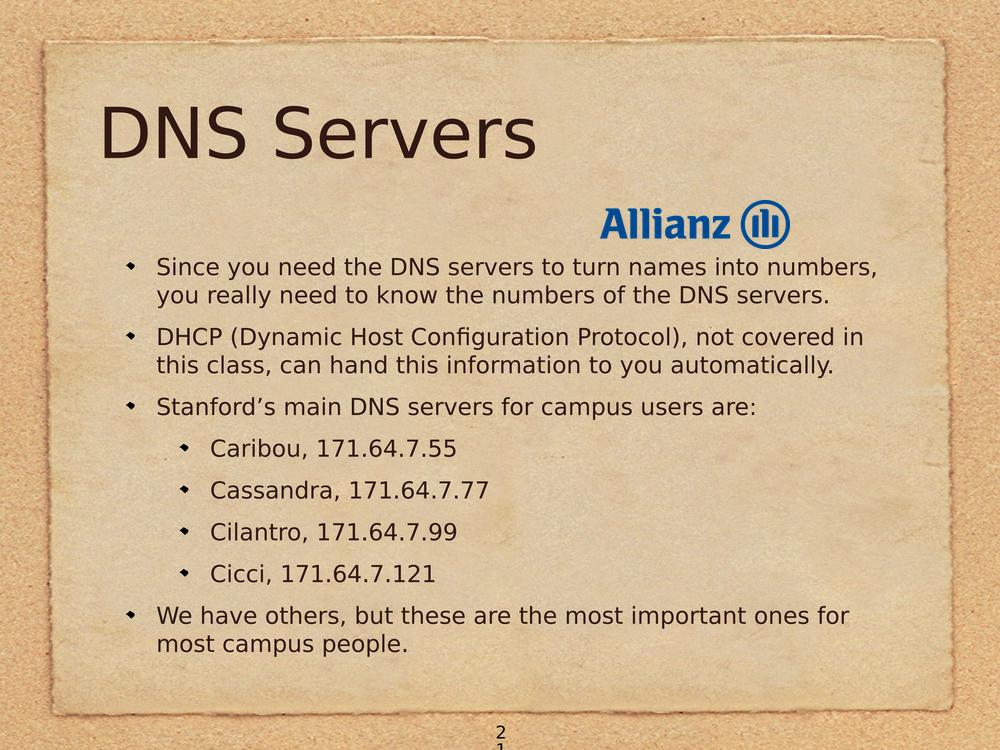 DNS Servers
Allianz
Since you need the DNS servers to turn names into numbers,
you really need to know the numbers of the DNS servers.
DHCP (Dynamic Host Configuration Protocol), not covered in
this class, can hand this information to you automatically.
Stanford’s main DNS servers for campus users are:
Caribou, 171.64.7.55
Cassandra, 171.64.7.77
Cilantro, 171.64.7.99
Cicci, 171.64.7.121
We have others, but these are the most important ones for
most campus people.
2
1